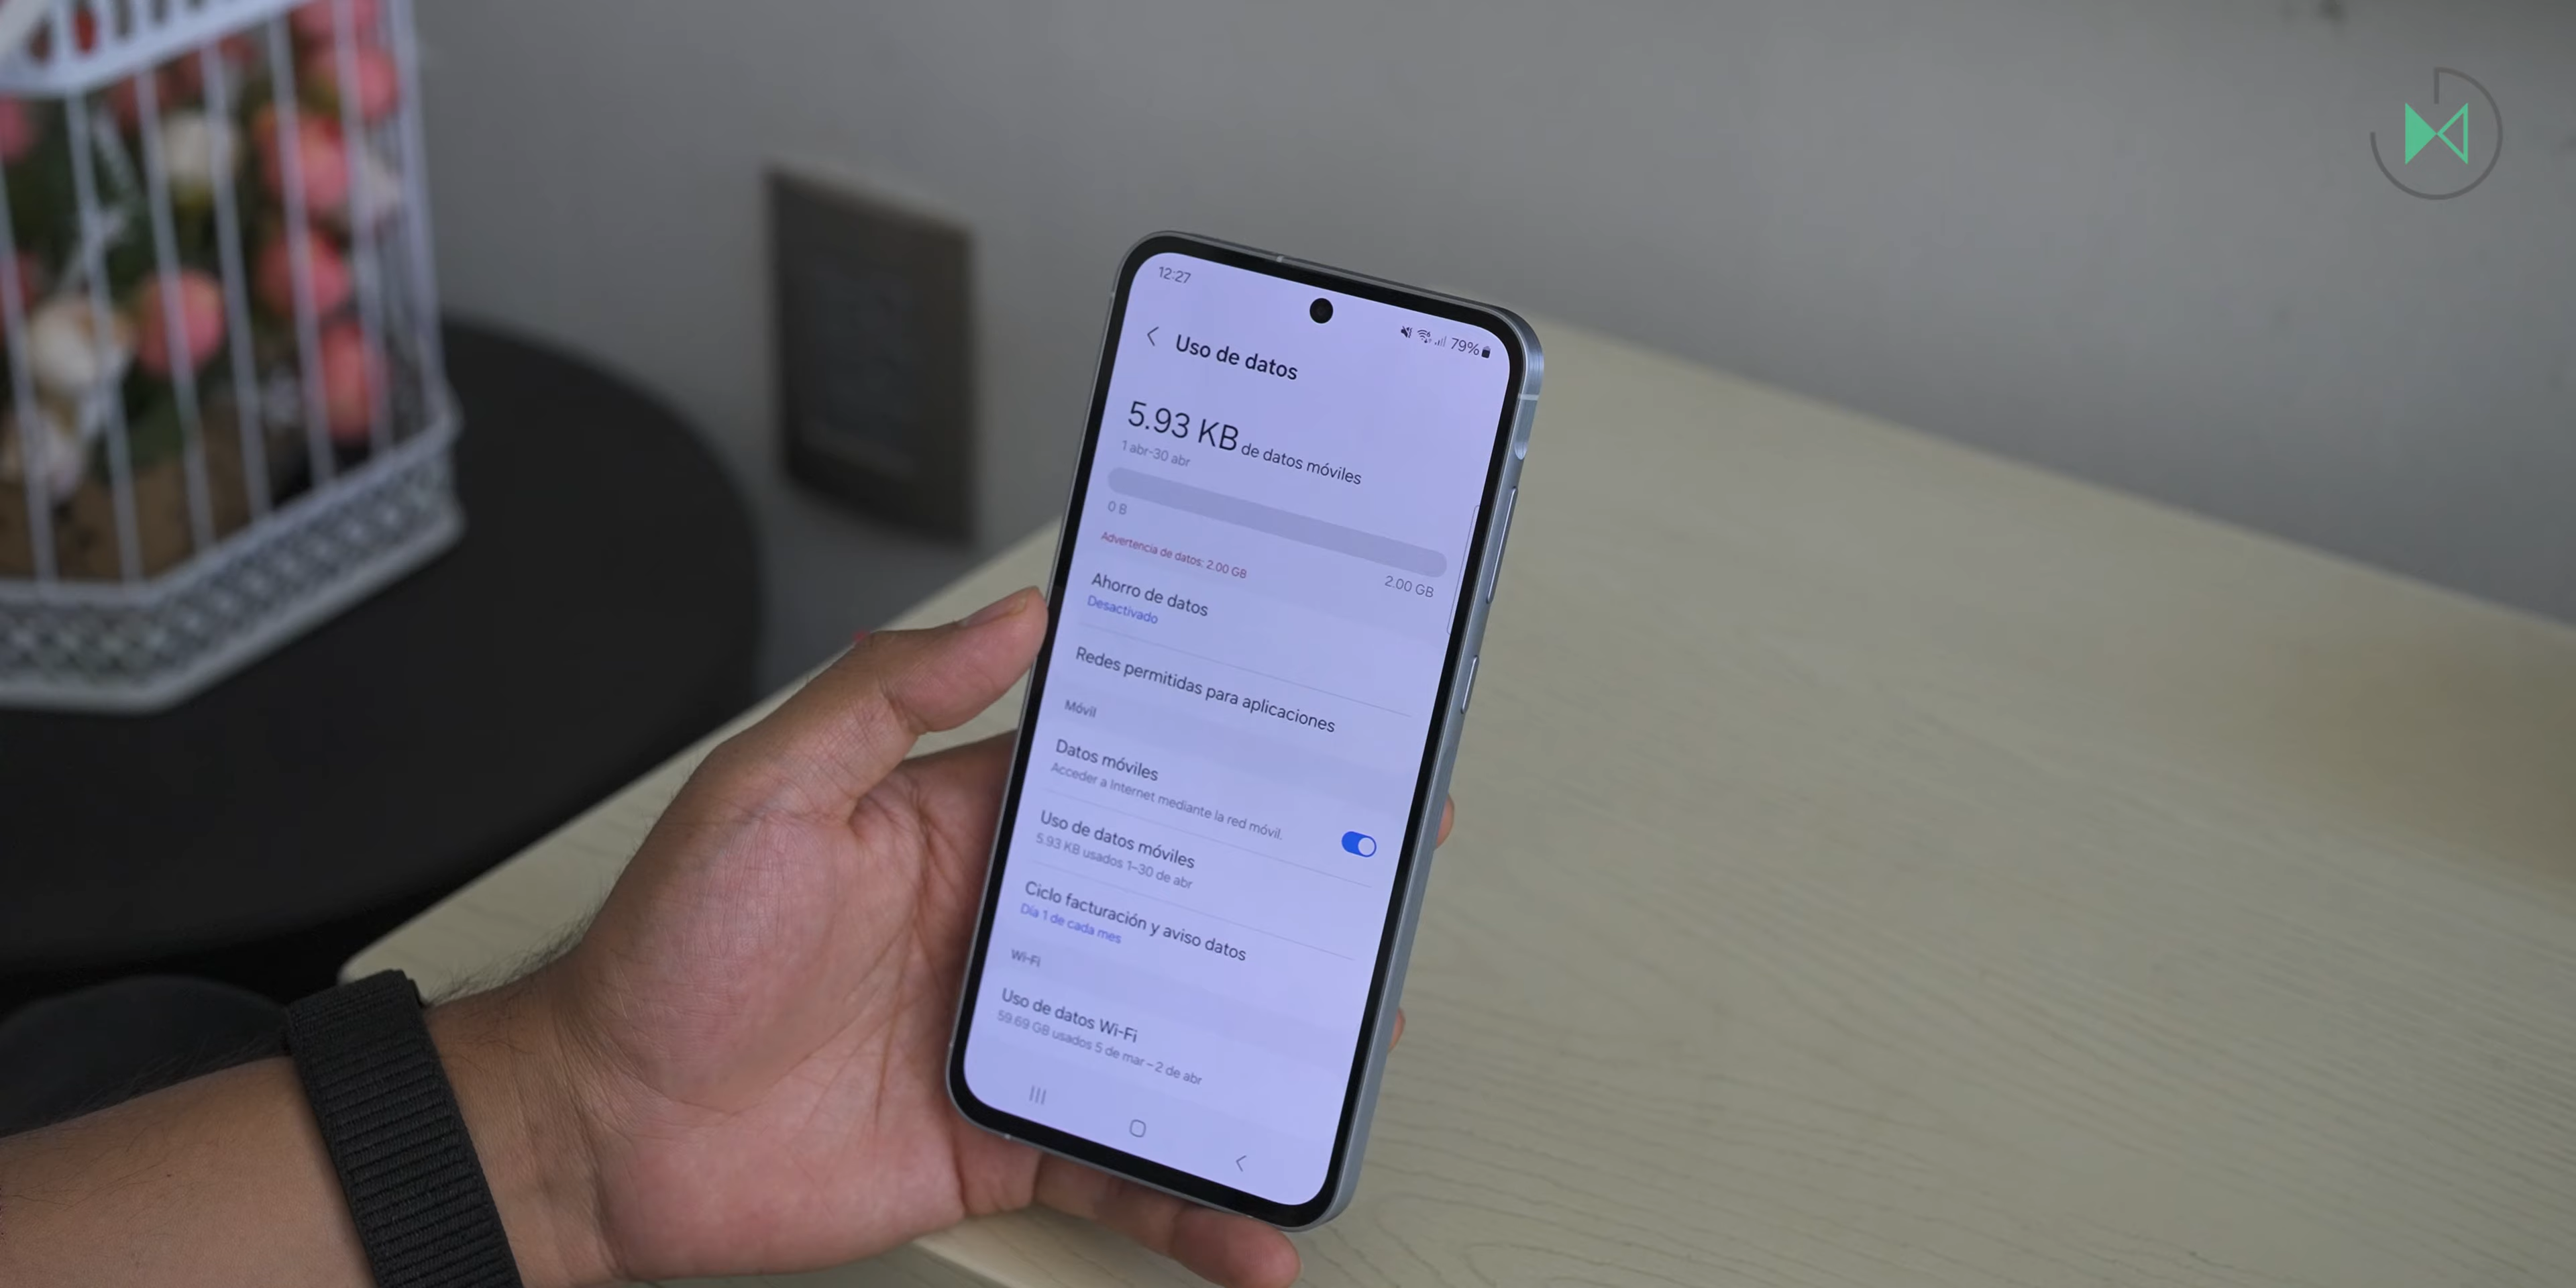 12:27
79%
Uso de datos
5.93 KB de datos móviles
1 abr-30 abr
0 B
2.00 GB
Advertencia de datos: 2.00 GB
Ahorro de datos
Desactivado
Redes permitidas para aplicaciones
Móvil
Datos móviles
Acceder a Internet mediante la red móvil.
Uso de datos móviles
5.93 KB usados 1–30 de abr
Ciclo facturación y aviso datos
Día 1 de cada mes
Wi-Fi
Uso de datos Wi-Fi
59.69 GB usados 5 de mar – 2 de abr